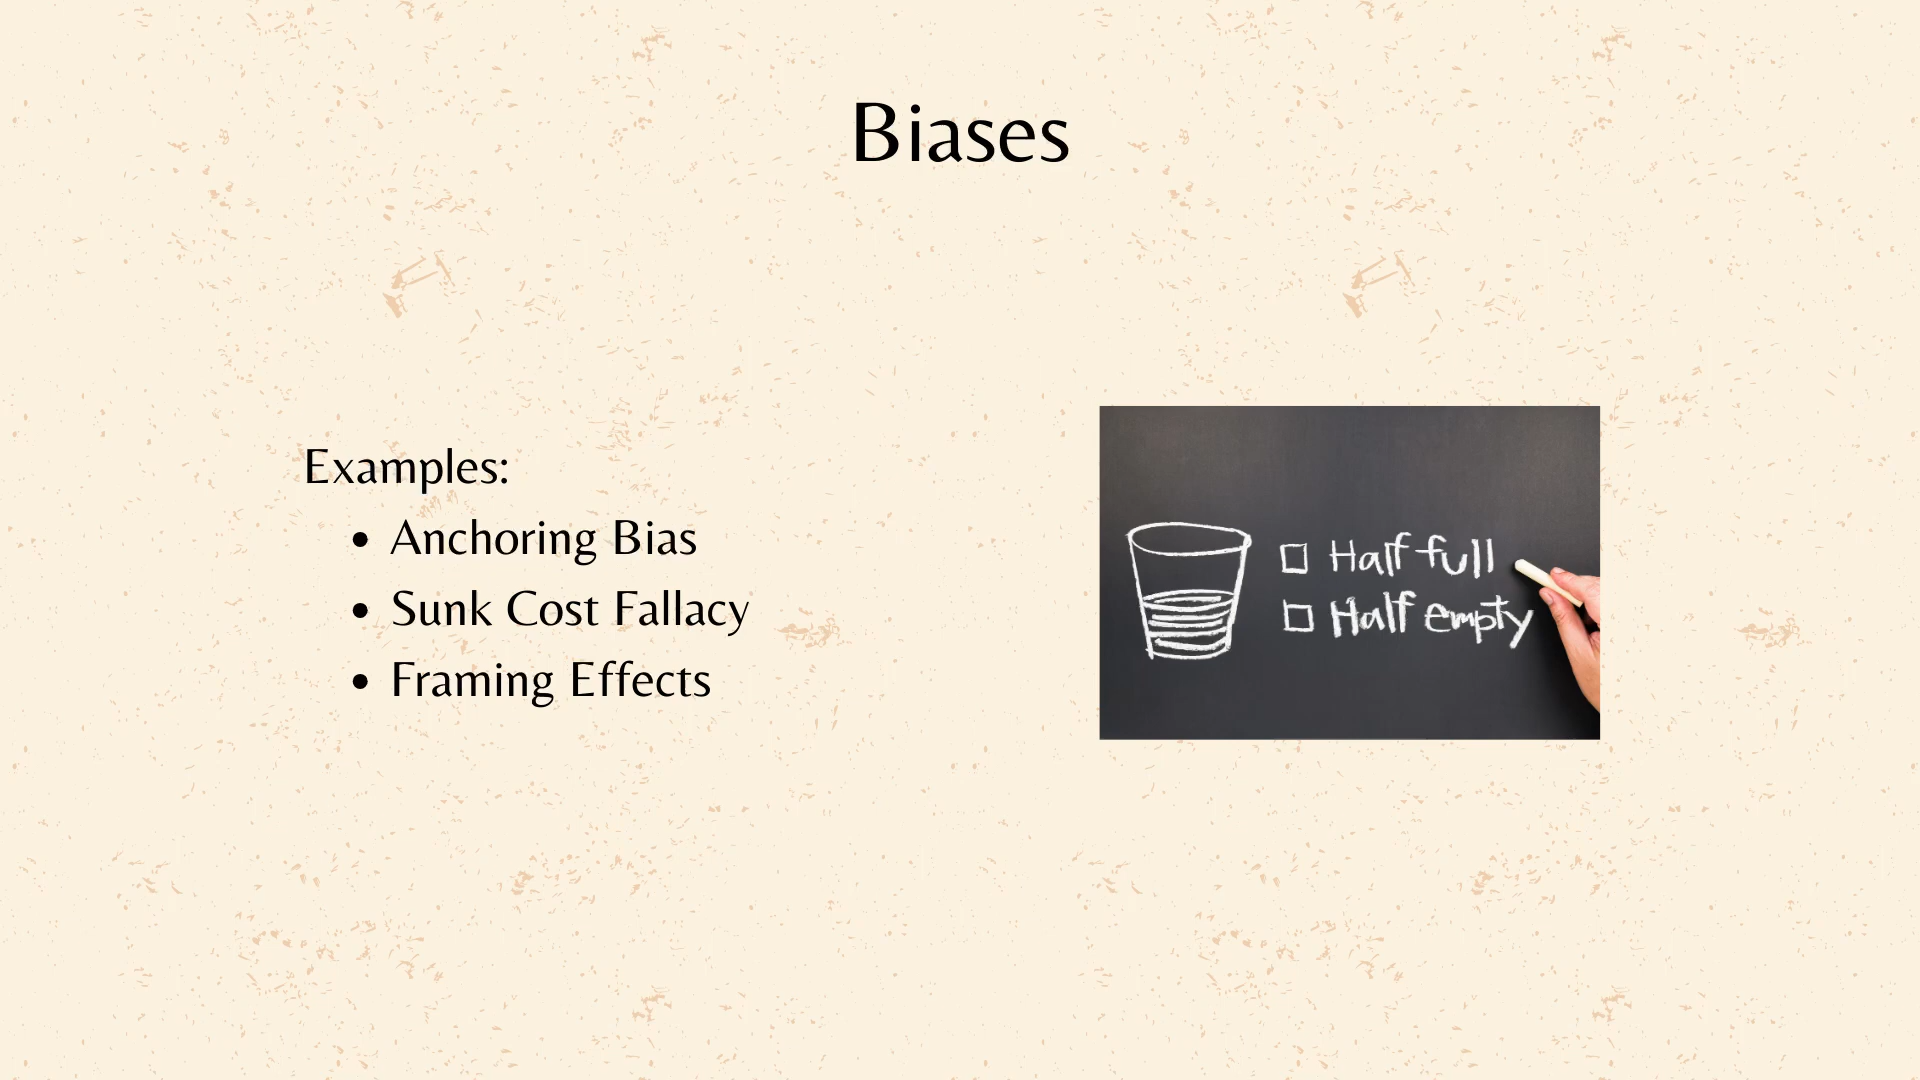 Biases
Examples:
• Anchoring Bias
• Sunk Cost Fallacy
• Framing Effects
Half full
Half empty